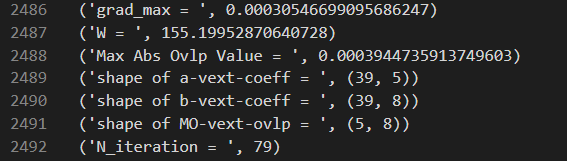 2486 ('grad_max = ', 0.00030546699095686247)
2487 ('W = ', 155.19952870640728)
2488 ('Max Abs Ovlp Value = ', 0.0003944735913749603)
2489 ('shape of a-vext-coeff = ', (39, 5))
2490 ('shape of b-vext-coeff = ', (39, 8))
2491 ('shape of MO-vext-ovlp = ', (5, 8))
2492 ('N_iteration = ', 79)